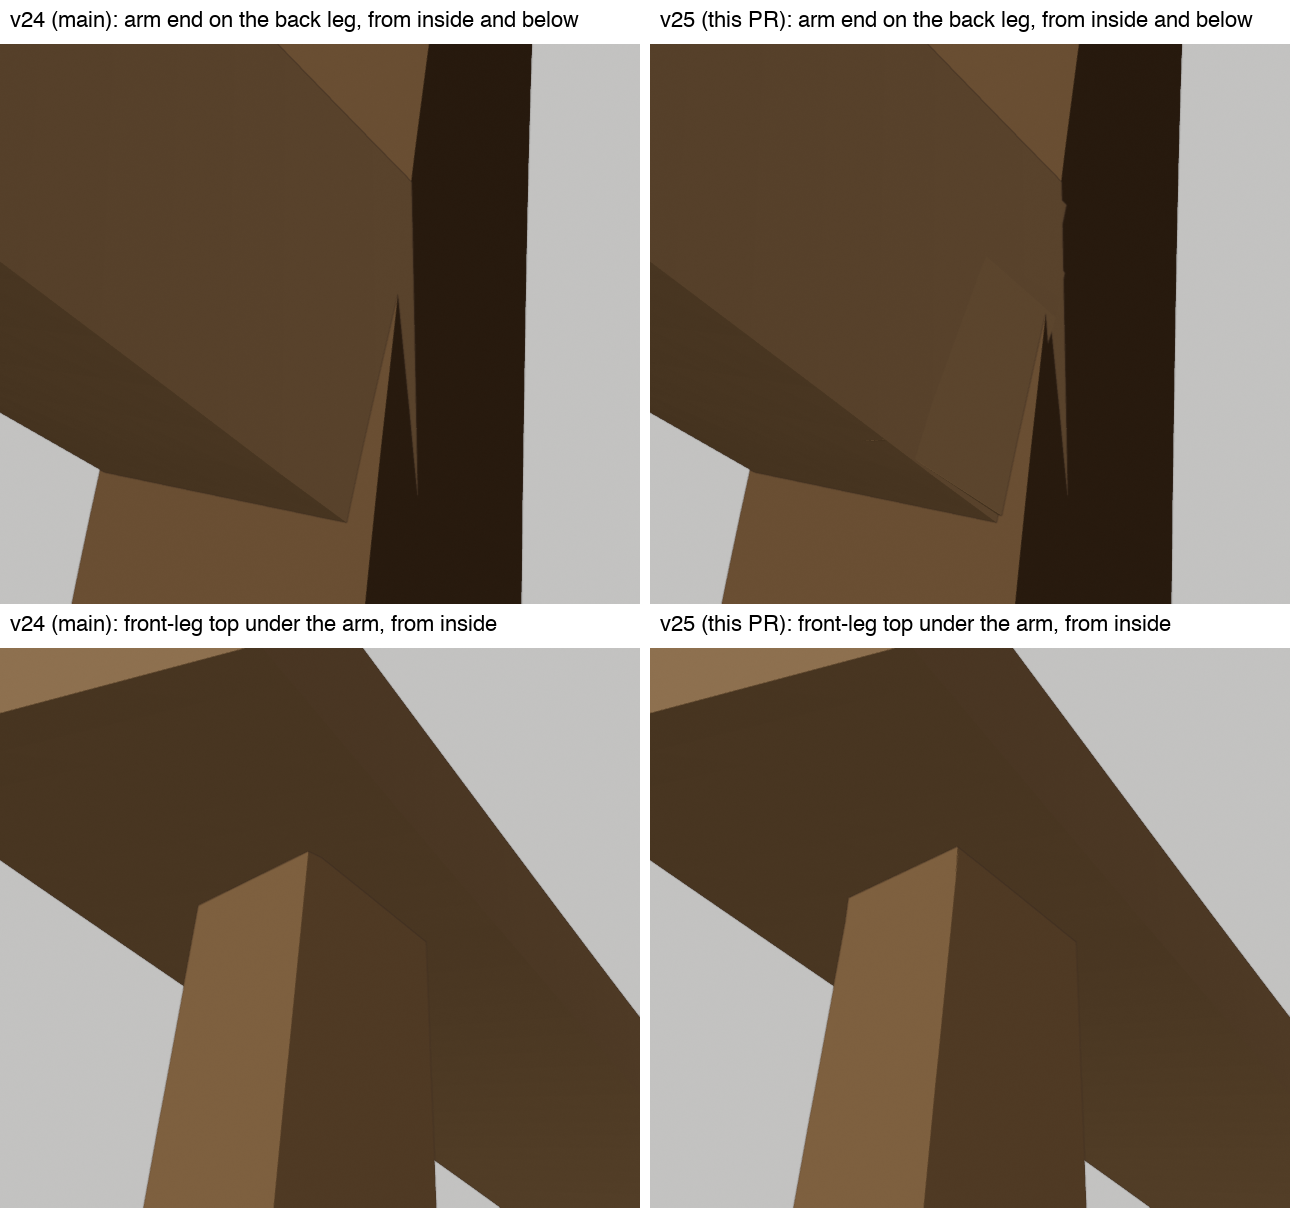 v24 (main): arm end on the back leg, from inside and below
v25 (this PR): arm end on the back leg, from inside and below
v24 (main): front-leg top under the arm, from inside
v25 (this PR): front-leg top under the arm, from inside